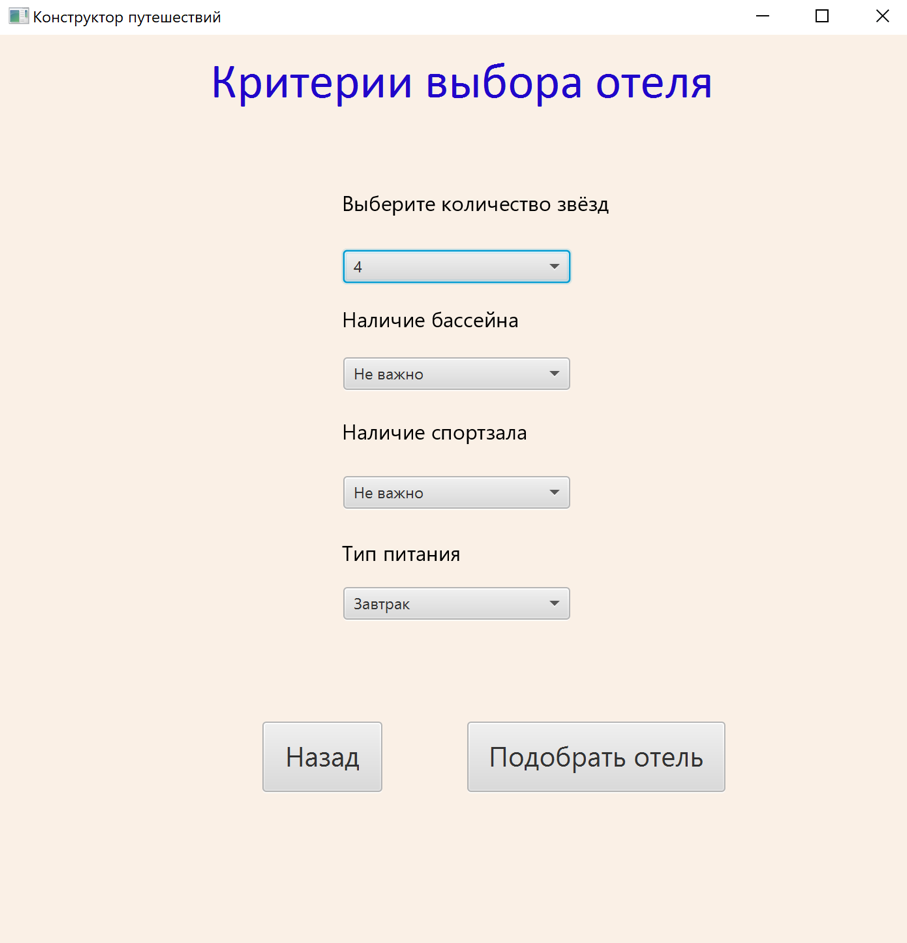 Конструктор путешествий
Критерии выбора отеля
Выберите количество звёзд
4
Наличие бассейна
Не важно
Наличие спортзала
Не важно
Тип питания
Завтрак
Назад
Подобрать отель